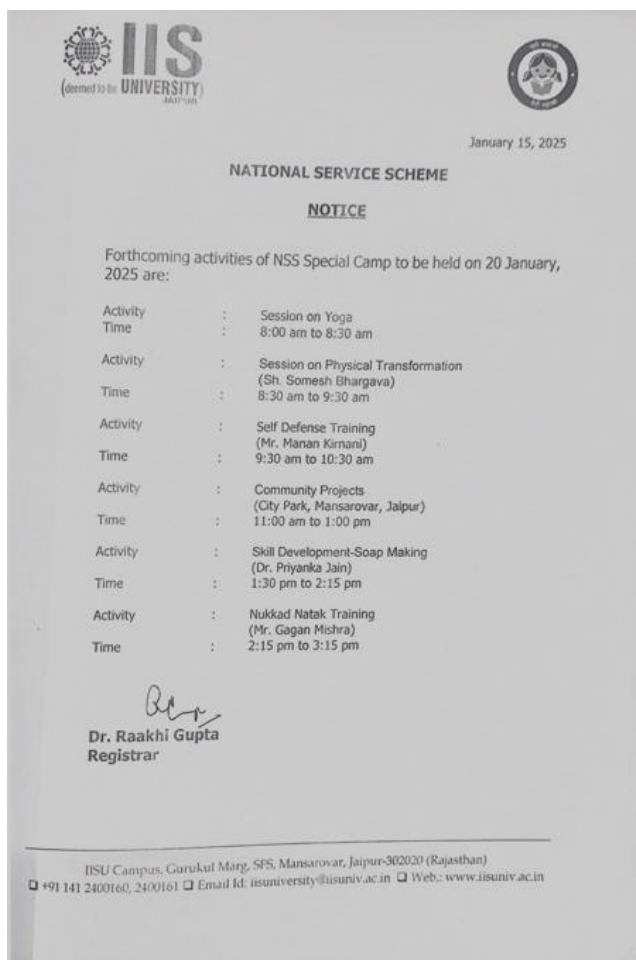 IIS
(deemed to be UNIVERSITY)
JAIPUR
January 15, 2025
NATIONAL SERVICE SCHEME
NOTICE
Forthcoming activities of NSS Special Camp to be held on 20 January,
2025 are:
Activity : Session on Yoga
Time : 8:00 am to 8:30 am
Activity : Session on Physical Transformation
(Sh. Somesh Bhargava)
Time : 8:30 am to 9:30 am
Activity : Self Defense Training
(Mr. Manan Kirnani)
Time : 9:30 am to 10:30 am
Activity : Community Projects
(City Park, Mansarovar, Jaipur)
Time : 11:00 am to 1:00 pm
Activity : Skill Development-Soap Making
(Dr. Priyanka Jain)
Time : 1:30 pm to 2:15 pm
Activity : Nukkad Natak Training
(Mr. Gagan Mishra)
Time : 2:15 pm to 3:15 pm
Dr. Raakhi Gupta
Registrar
IISU Campus, Gurukul Marg, SFS, Mansarovar, Jaipur-302020 (Rajasthan)
❑ +91 141 2400160, 2400161 ❑ Email Id: iisuniversity@iisuniv.ac.in ❑ Web.: www.iisuniv.ac.in